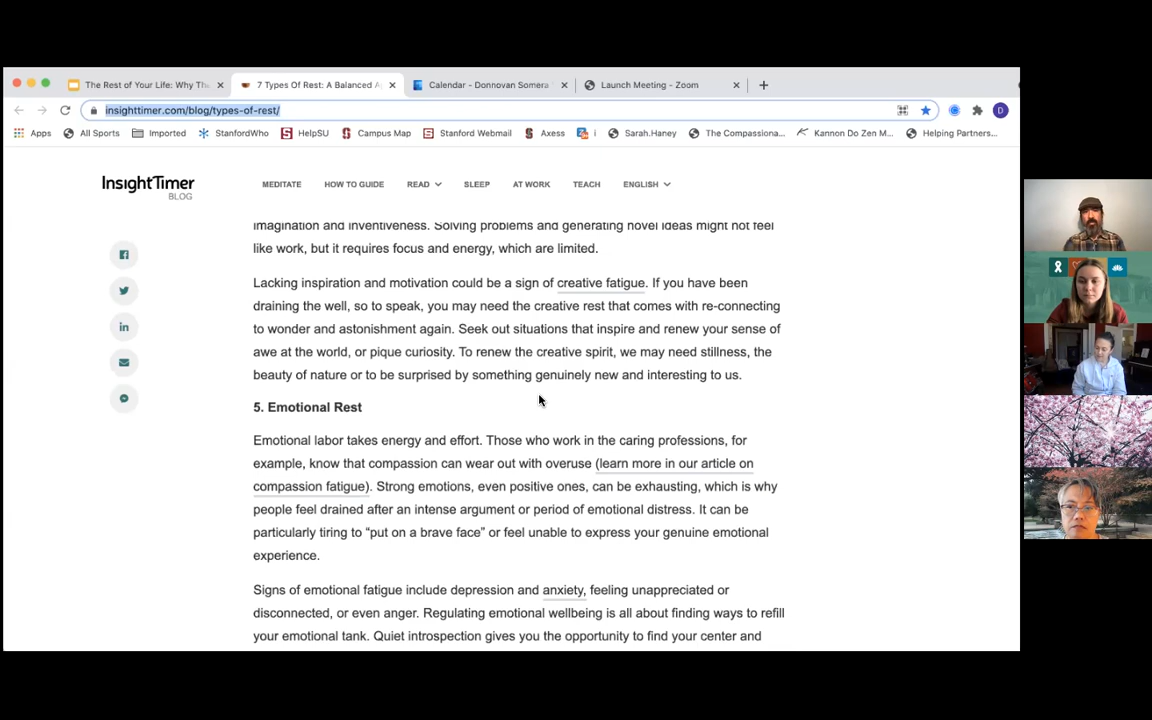 The Rest of Your Life: Why Th
7 Types Of Rest: A Balanced A
Calendar - Donnovan Somera
Launch Meeting - Zoom
insighttimer.com/blog/types-of-rest/
D
Apps
All Sports
Imported
StanfordWho
HelpSU
Campus Map
Stanford Webmail
Axess
i
Sarah.Haney
The Compassiona...
Kannon Do Zen M...
Helping Partners...
InsightTimer
BLOG
MEDITATE
HOW TO GUIDE
READ
SLEEP
AT WORK
TEACH
ENGLISH
imagination and inventiveness. Solving problems and generating novel ideas might not feel
like work, but it requires focus and energy, which are limited.
Lacking inspiration and motivation could be a sign of creative fatigue. If you have been
draining the well, so to speak, you may need the creative rest that comes with re-connecting
to wonder and astonishment again. Seek out situations that inspire and renew your sense of
awe at the world, or pique curiosity. To renew the creative spirit, we may need stillness, the
beauty of nature or to be surprised by something genuinely new and interesting to us.
5. Emotional Rest
Emotional labor takes energy and effort. Those who work in the caring professions, for
example, know that compassion can wear out with overuse (learn more in our article on
compassion fatigue). Strong emotions, even positive ones, can be exhausting, which is why
people feel drained after an intense argument or period of emotional distress. It can be
particularly tiring to “put on a brave face” or feel unable to express your genuine emotional
experience.
Signs of emotional fatigue include depression and anxiety, feeling unappreciated or
disconnected, or even anger. Regulating emotional wellbeing is all about finding ways to refill
your emotional tank. Quiet introspection gives you the opportunity to find your center and